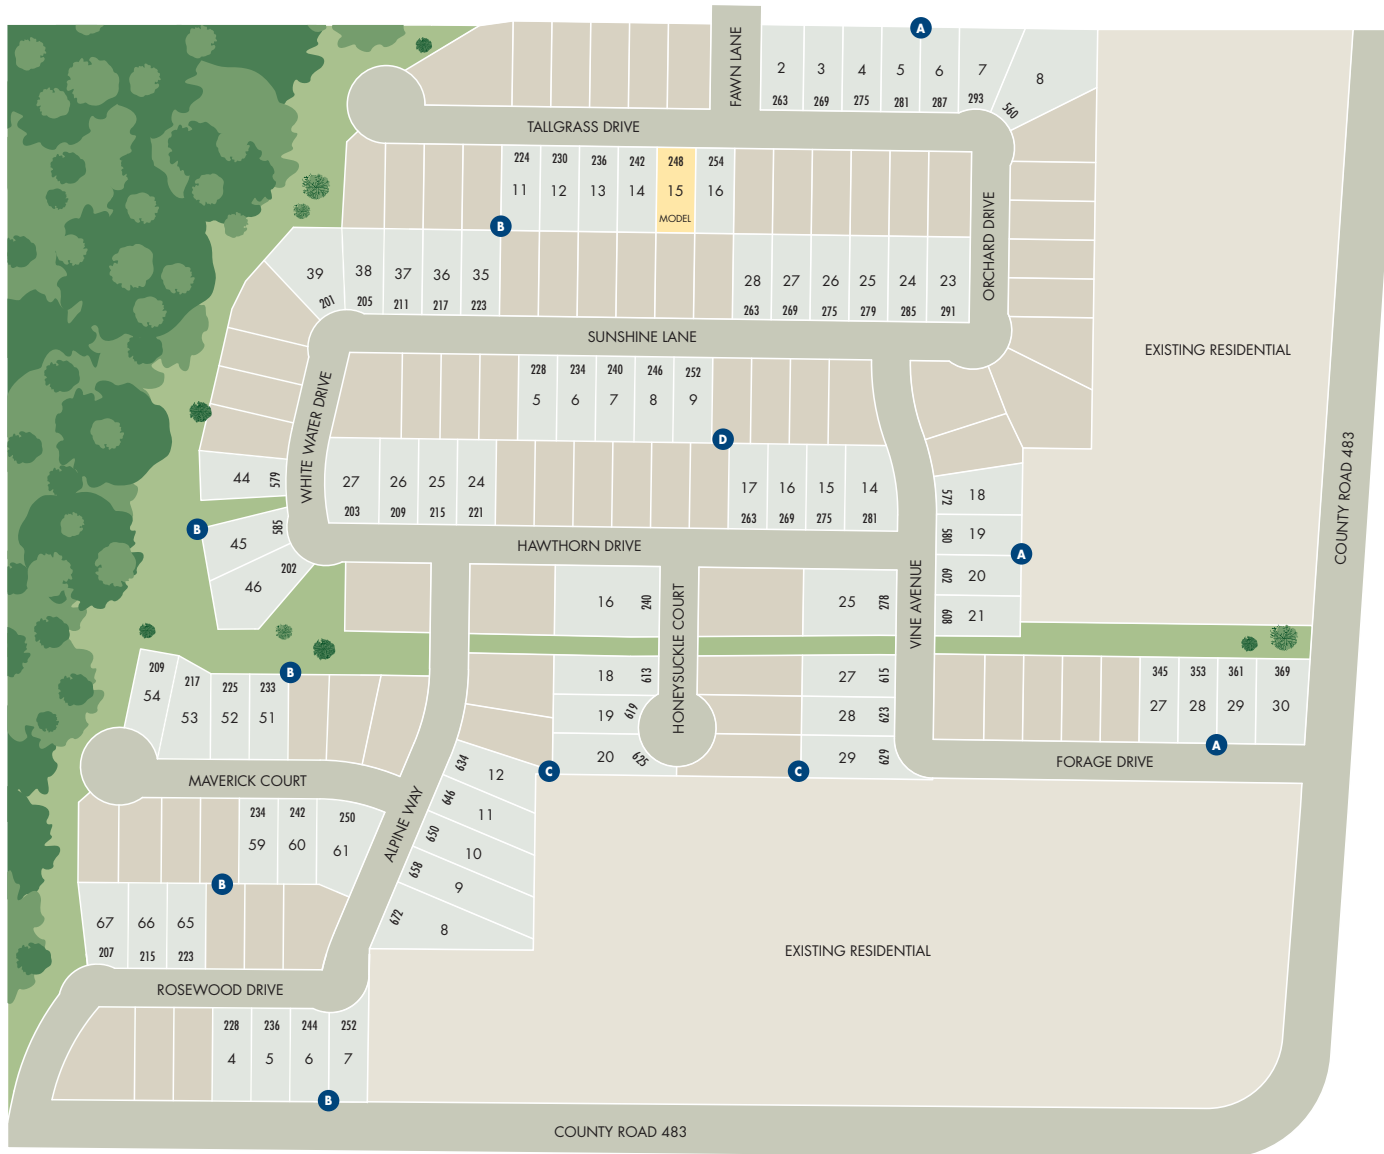 A
FAWN LANE
2 3 4 5 6 7 8
263 269 275 281 287 293 560
TALLGRASS DRIVE
224 230 236 242 248 254
11 12 13 14 15 16
MODEL
B
ORCHARD DRIVE
39 38 37 36 35
201 205 211 217 223
28 27 26 25 24 23
263 269 275 279 285 291
SUNSHINE LANE
EXISTING RESIDENTIAL
WHITE WATER DRIVE
228 234 240 246 252
5 6 7 8 9
D
44 579
27 26 25 24
203 209 215 221
17 16 15 14
263 269 275 281
572 18
580 19
602 20
608 21
A
COUNTY ROAD 483
B
585
45
202
46
HAWTHORN DRIVE
VINE AVENUE
16 240
HONEYSUCKLE COURT
25 278
18 613
19 619
20 625
C
27 615
28 623
29 629
C
345 353 361 369
27 28 29 30
A
FORAGE DRIVE
B
209 217 225 233
54 53 52 51
MAVERICK COURT
ALPINE WAY
634 12
646 11
650 10
658 9
672 8
234 242 250
59 60 61
B
67 66 65
207 215 223
EXISTING RESIDENTIAL
ROSEWOOD DRIVE
228 236 244 252
4 5 6 7
B
COUNTY ROAD 483